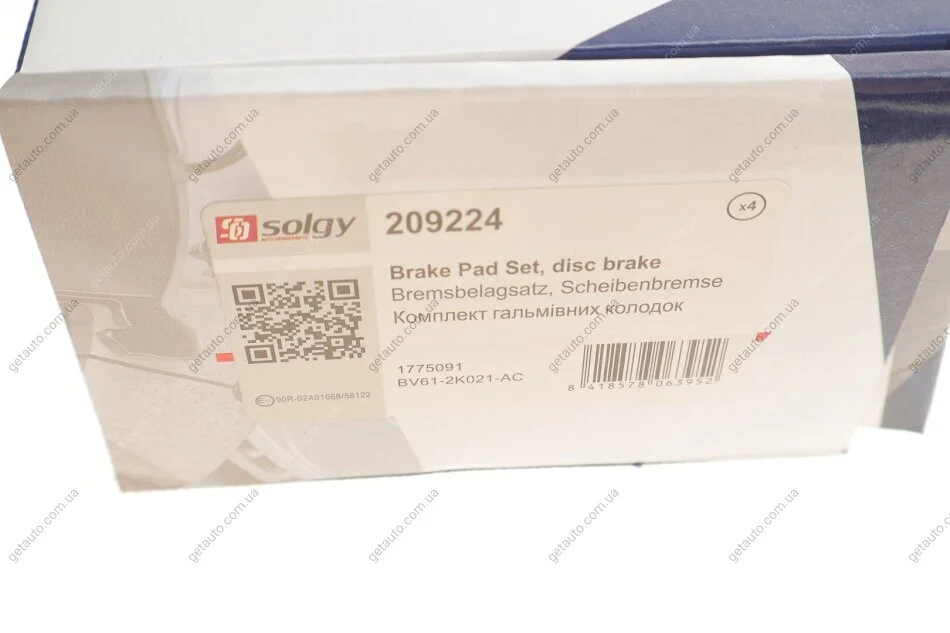 solgy
209224
x4
Brake Pad Set, disc brake
Bremsbelagsatz, Scheibenbremse
Комплект гальмівних колодок
1775091
BV61-2K021-AC
8 418578 063952
90R-02A01668/58122
getauto.com.ua